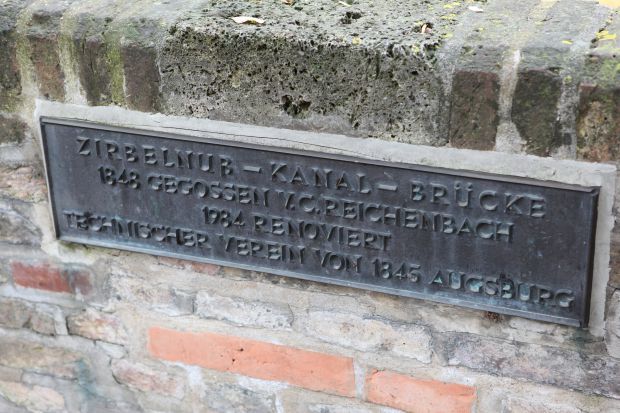 ZIRBELNUß – KANAL – BRÜCKE
1848 GEGOSSEN V.C.REICHENBACH
1984 RENOVIERT
TECHNISCHER VEREIN VON 1845 AUGSBURG